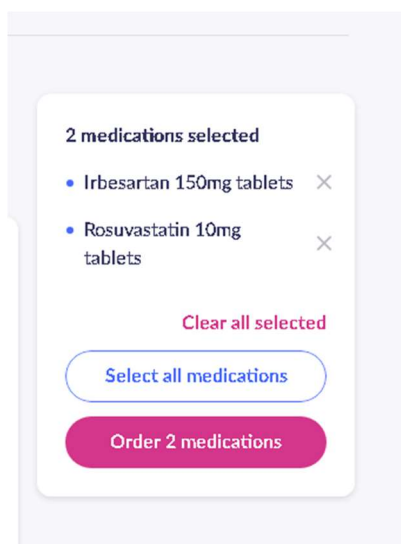 2 medications selected
Irbesartan 150mg tablets
Rosuvastatin 10mg
tablets
Clear all selected
Select all medications
Order 2 medications